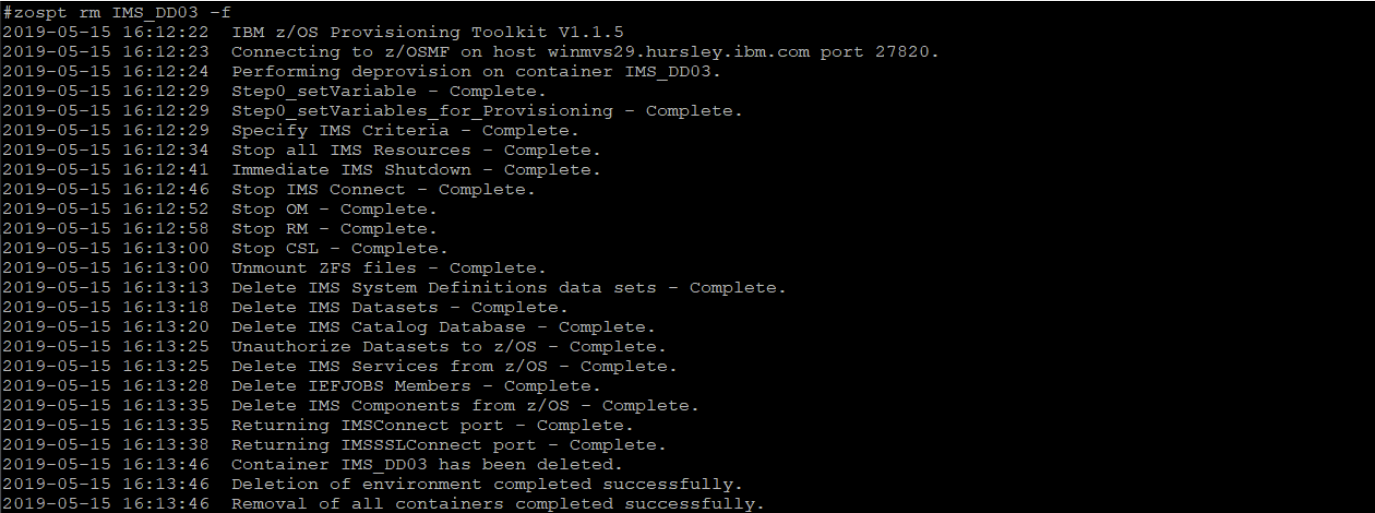 #zospt rm IMS_DD03 -f
2019-05-15 16:12:22  IBM z/OS Provisioning Toolkit V1.1.5
2019-05-15 16:12:23  Connecting to z/OSMF on host winmvs29.hursley.ibm.com port 27820.
2019-05-15 16:12:24  Performing deprovision on container IMS_DD03.
2019-05-15 16:12:29  Step0_setVariable - Complete.
2019-05-15 16:12:29  Step0_setVariables_for_Provisioning - Complete.
2019-05-15 16:12:29  Specify IMS Criteria - Complete.
2019-05-15 16:12:34  Stop all IMS Resources - Complete.
2019-05-15 16:12:41  Immediate IMS Shutdown - Complete.
2019-05-15 16:12:46  Stop IMS Connect - Complete.
2019-05-15 16:12:52  Stop OM - Complete.
2019-05-15 16:12:58  Stop RM - Complete.
2019-05-15 16:13:00  Stop CSL - Complete.
2019-05-15 16:13:00  Unmount ZFS files - Complete.
2019-05-15 16:13:13  Delete IMS System Definitions data sets - Complete.
2019-05-15 16:13:18  Delete IMS Datasets - Complete.
2019-05-15 16:13:20  Delete IMS Catalog Database - Complete.
2019-05-15 16:13:25  Unauthorize Datasets to z/OS - Complete.
2019-05-15 16:13:25  Delete IMS Services from z/OS - Complete.
2019-05-15 16:13:28  Delete IEFJOBS Members - Complete.
2019-05-15 16:13:35  Delete IMS Components from z/OS - Complete.
2019-05-15 16:13:35  Returning IMSConnect port - Complete.
2019-05-15 16:13:38  Returning IMSSSLConnect port - Complete.
2019-05-15 16:13:46  Container IMS_DD03 has been deleted.
2019-05-15 16:13:46  Deletion of environment completed successfully.
2019-05-15 16:13:46  Removal of all containers completed successfully.